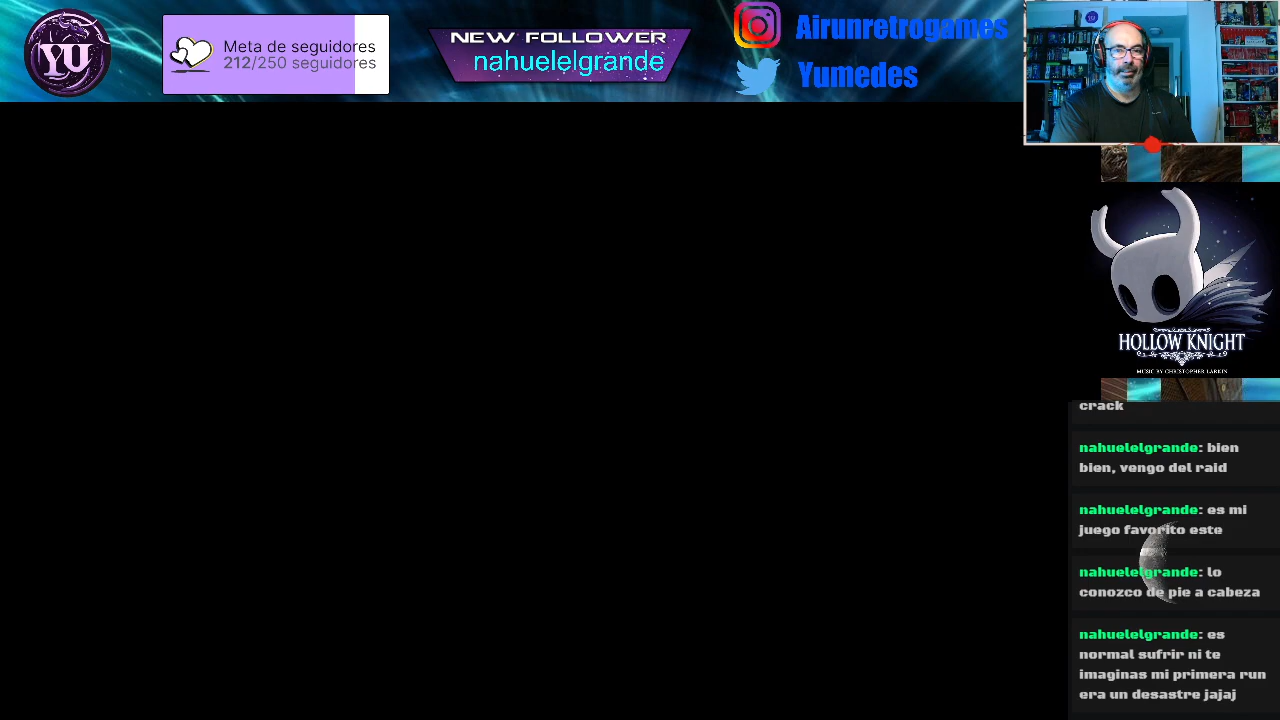 YU
Meta de seguidores
212/250 seguidores
NEW FOLLOWER
nahuelelgrande
Airunretrogames
Yumedes
HOLLOW KNIGHT
MUSIC BY CHRISTOPHER LARKIN
crack
nahuelelgrande: bien
bien, vengo del raid
nahuelelgrande: es mi
juego favorito este
nahuelelgrande: lo
conozco de pie a cabeza
nahuelelgrande: es
normal sufrir ni te
imaginas mi primera run
era un desastre jajaj